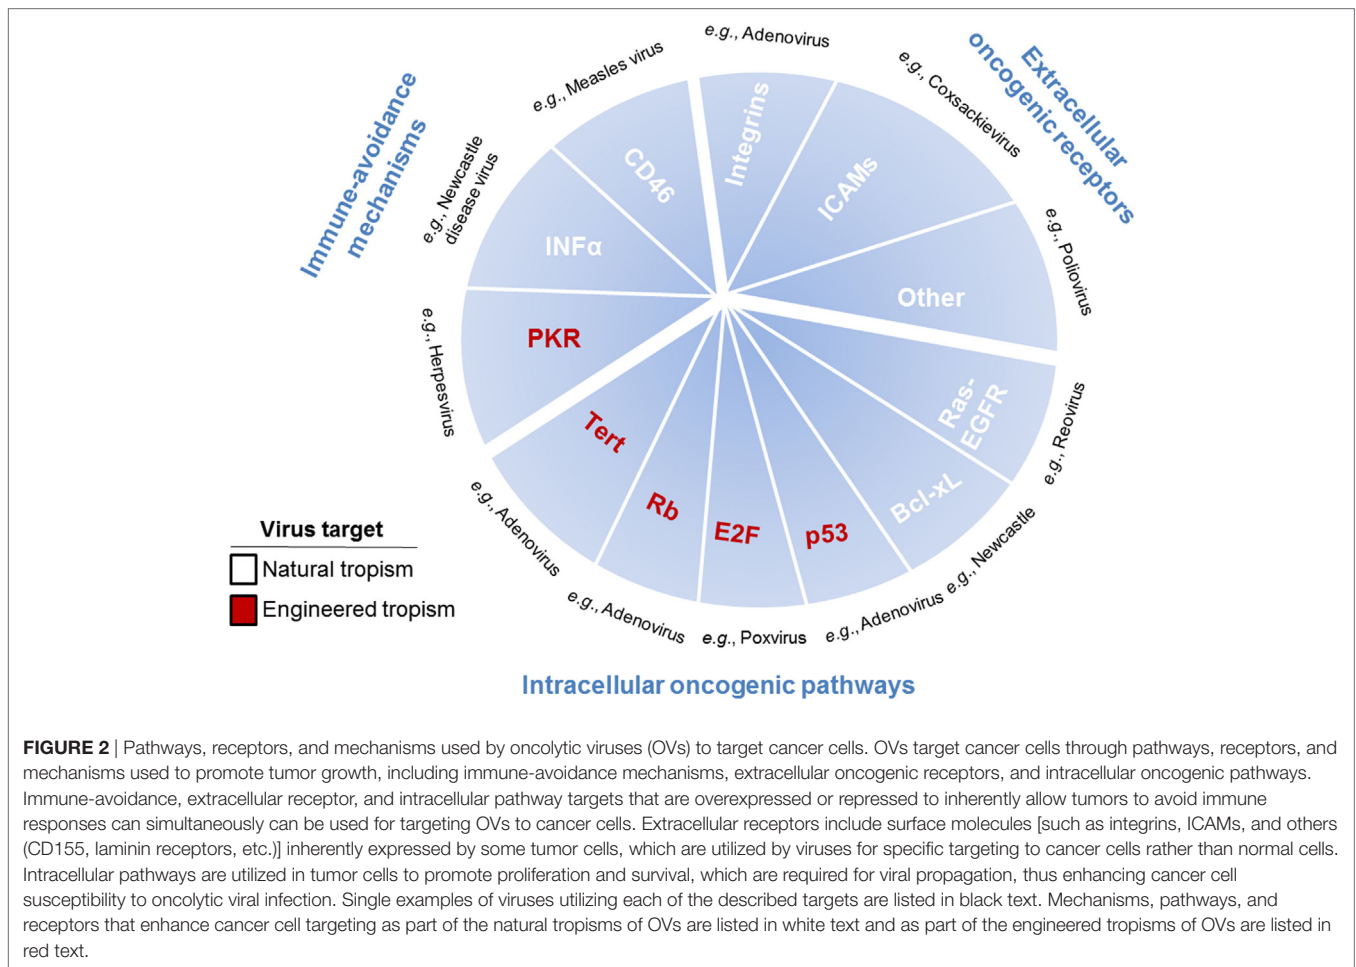 e.g., Adenovirus
e.g., Measles virus
e.g., Coxsackievirus
Extracellular
oncogenic receptors
Immune-avoidance
mechanisms
e.g., Newcastle
disease virus
e.g., Poliovirus
e.g., Herpesvirus
e.g., Reovirus
Integrins
CD46
ICAMs
INFα
Other
PKR
Ras-
EGFR
Tert
Bcl-xL
Rb
E2F
p53
e.g., Adenovirus
e.g., Adenovirus
e.g., Poxvirus
e.g., Adenovirus
e.g., Newcastle
Virus target
Natural tropism
Engineered tropism
Intracellular oncogenic pathways
FIGURE 2 | Pathways, receptors, and mechanisms used by oncolytic viruses (OVs) to target cancer cells. OVs target cancer cells through pathways, receptors, and
mechanisms used to promote tumor growth, including immune-avoidance mechanisms, extracellular oncogenic receptors, and intracellular oncogenic pathways.
Immune-avoidance, extracellular receptor, and intracellular pathway targets that are overexpressed or repressed to inherently allow tumors to avoid immune
responses can simultaneously can be used for targeting OVs to cancer cells. Extracellular receptors include surface molecules [such as integrins, ICAMs, and others
(CD155, laminin receptors, etc.)] inherently expressed by some tumor cells, which are utilized by viruses for specific targeting to cancer cells rather than normal cells.
Intracellular pathways are utilized in tumor cells to promote proliferation and survival, which are required for viral propagation, thus enhancing cancer cell
susceptibility to oncolytic viral infection. Single examples of viruses utilizing each of the described targets are listed in black text. Mechanisms, pathways, and
receptors that enhance cancer cell targeting as part of the natural tropisms of OVs are listed in white text and as part of the engineered tropisms of OVs are listed in
red text.